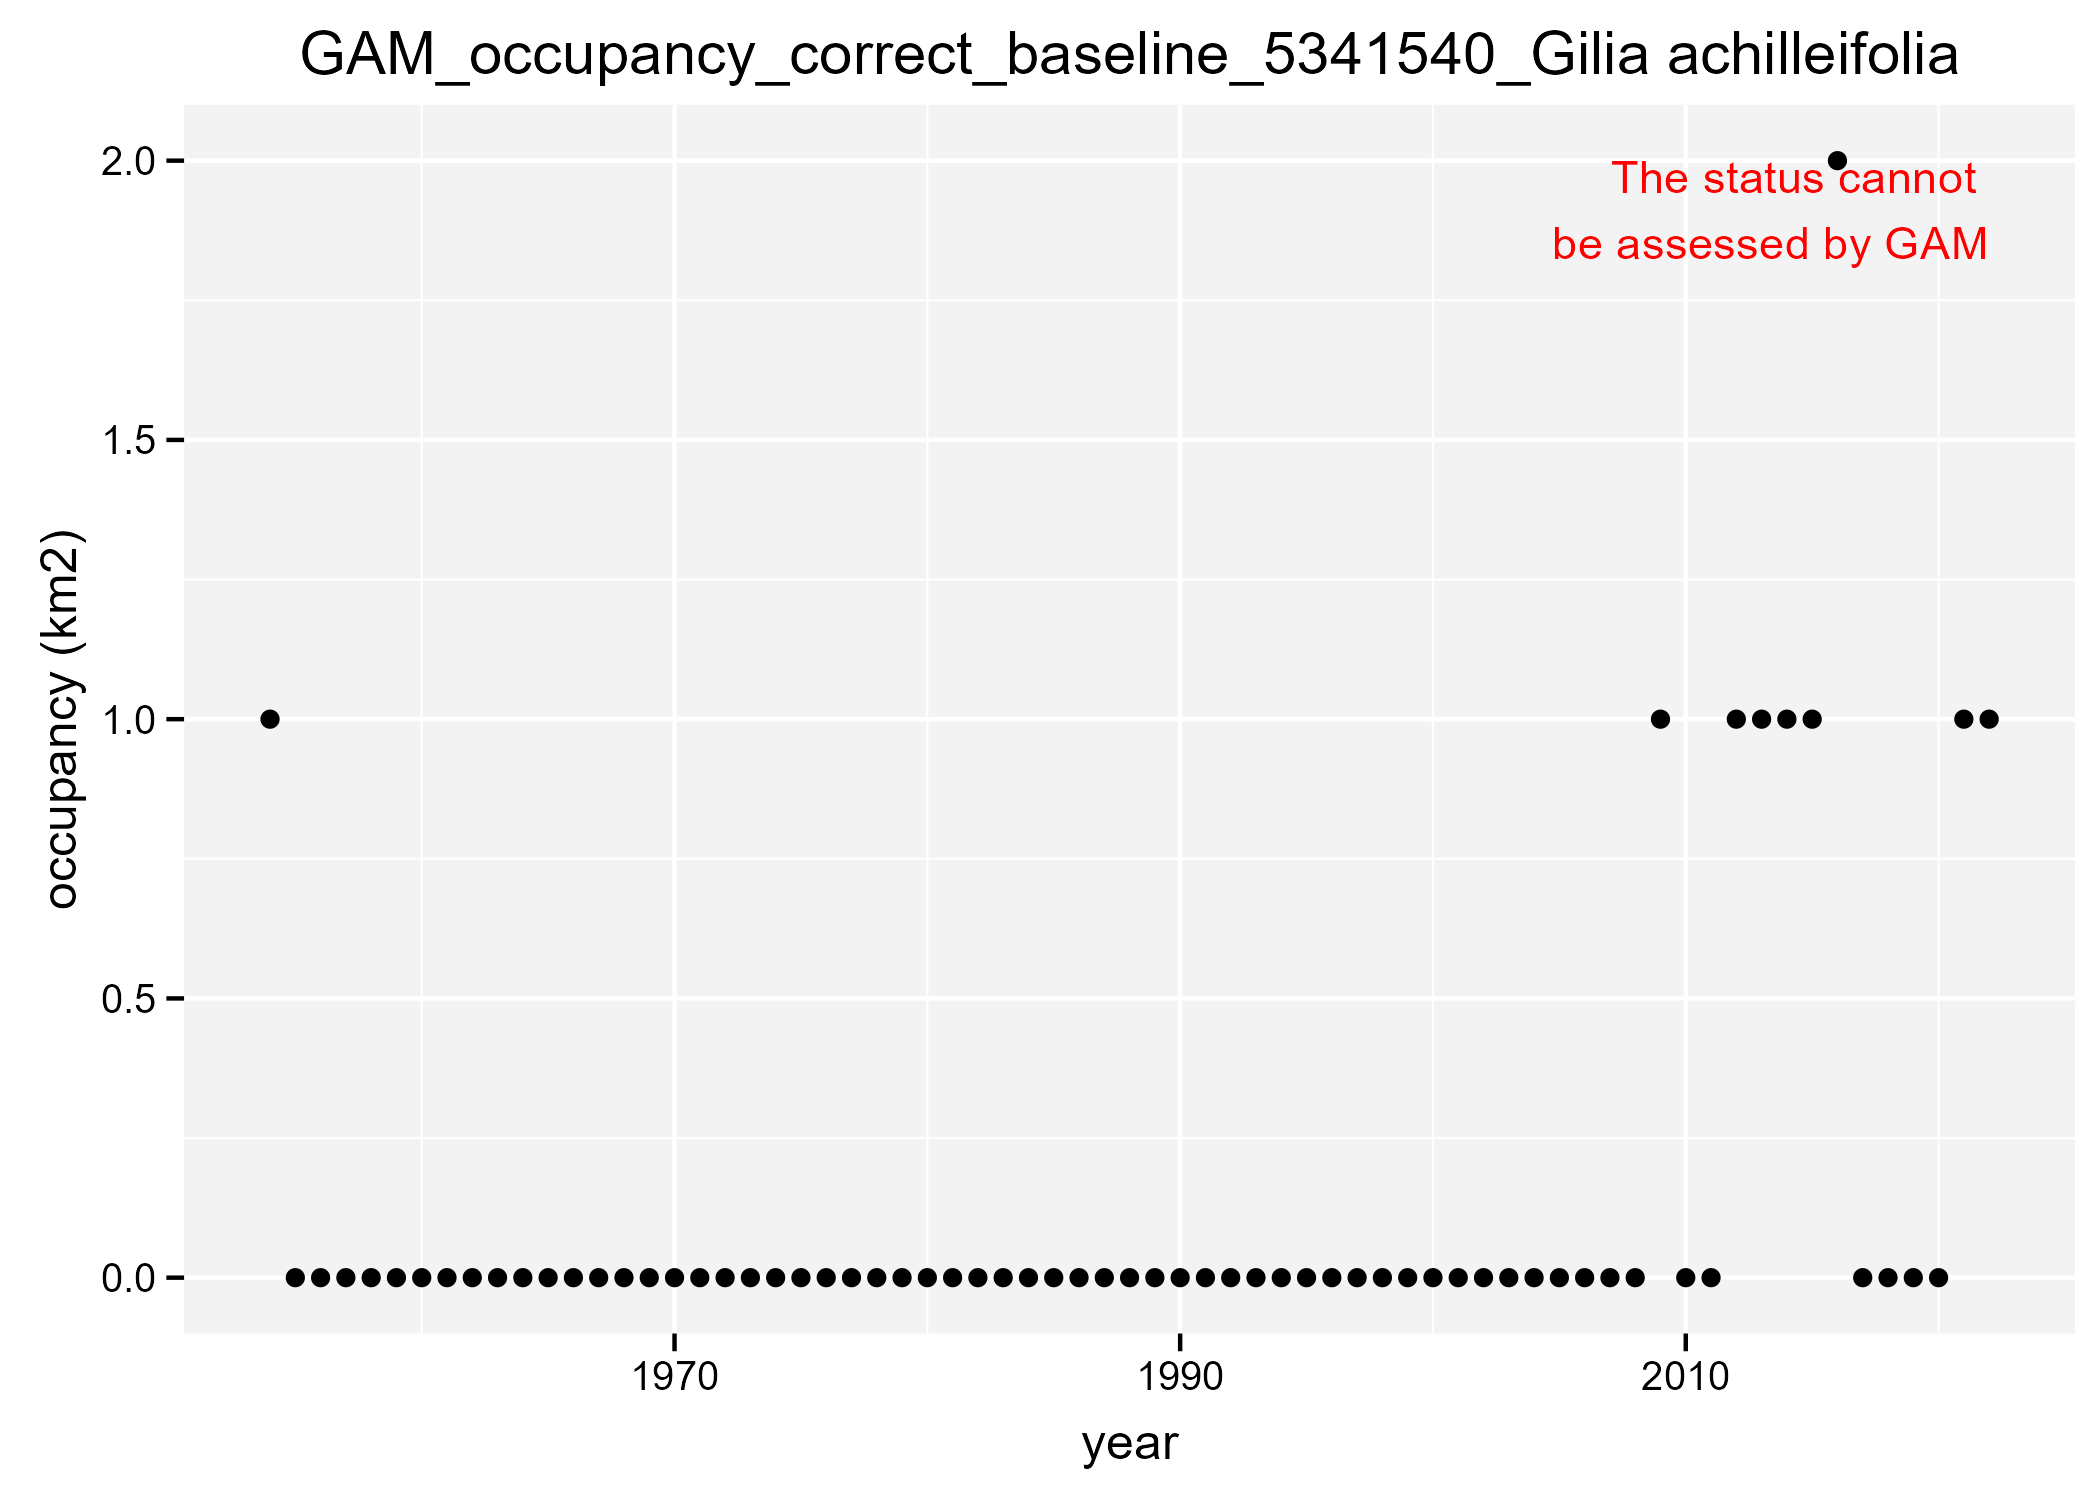 GAM_occupancy_correct_baseline_5341540_Gilia achilleifolia
The status cannot
be assessed by GAM
occupancy (km2)
2.0
1.5
1.0
0.5
0.0
1970
1990
2010
year